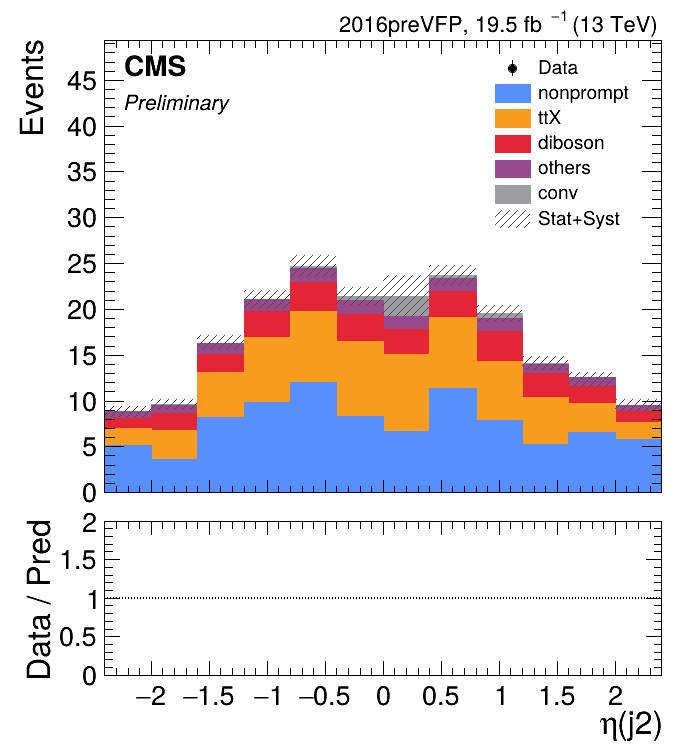 2016preVFP, 19.5 fb⁻¹ (13 TeV)
CMS
Preliminary
Data
nonprompt
ttX
diboson
others
conv
Stat+Syst
Events
45
40
35
30
25
20
15
10
5
0
Data / Pred
2
1.5
1
0.5
0
−2 −1.5 −1 −0.5 0 0.5 1 1.5 2
η(j2)